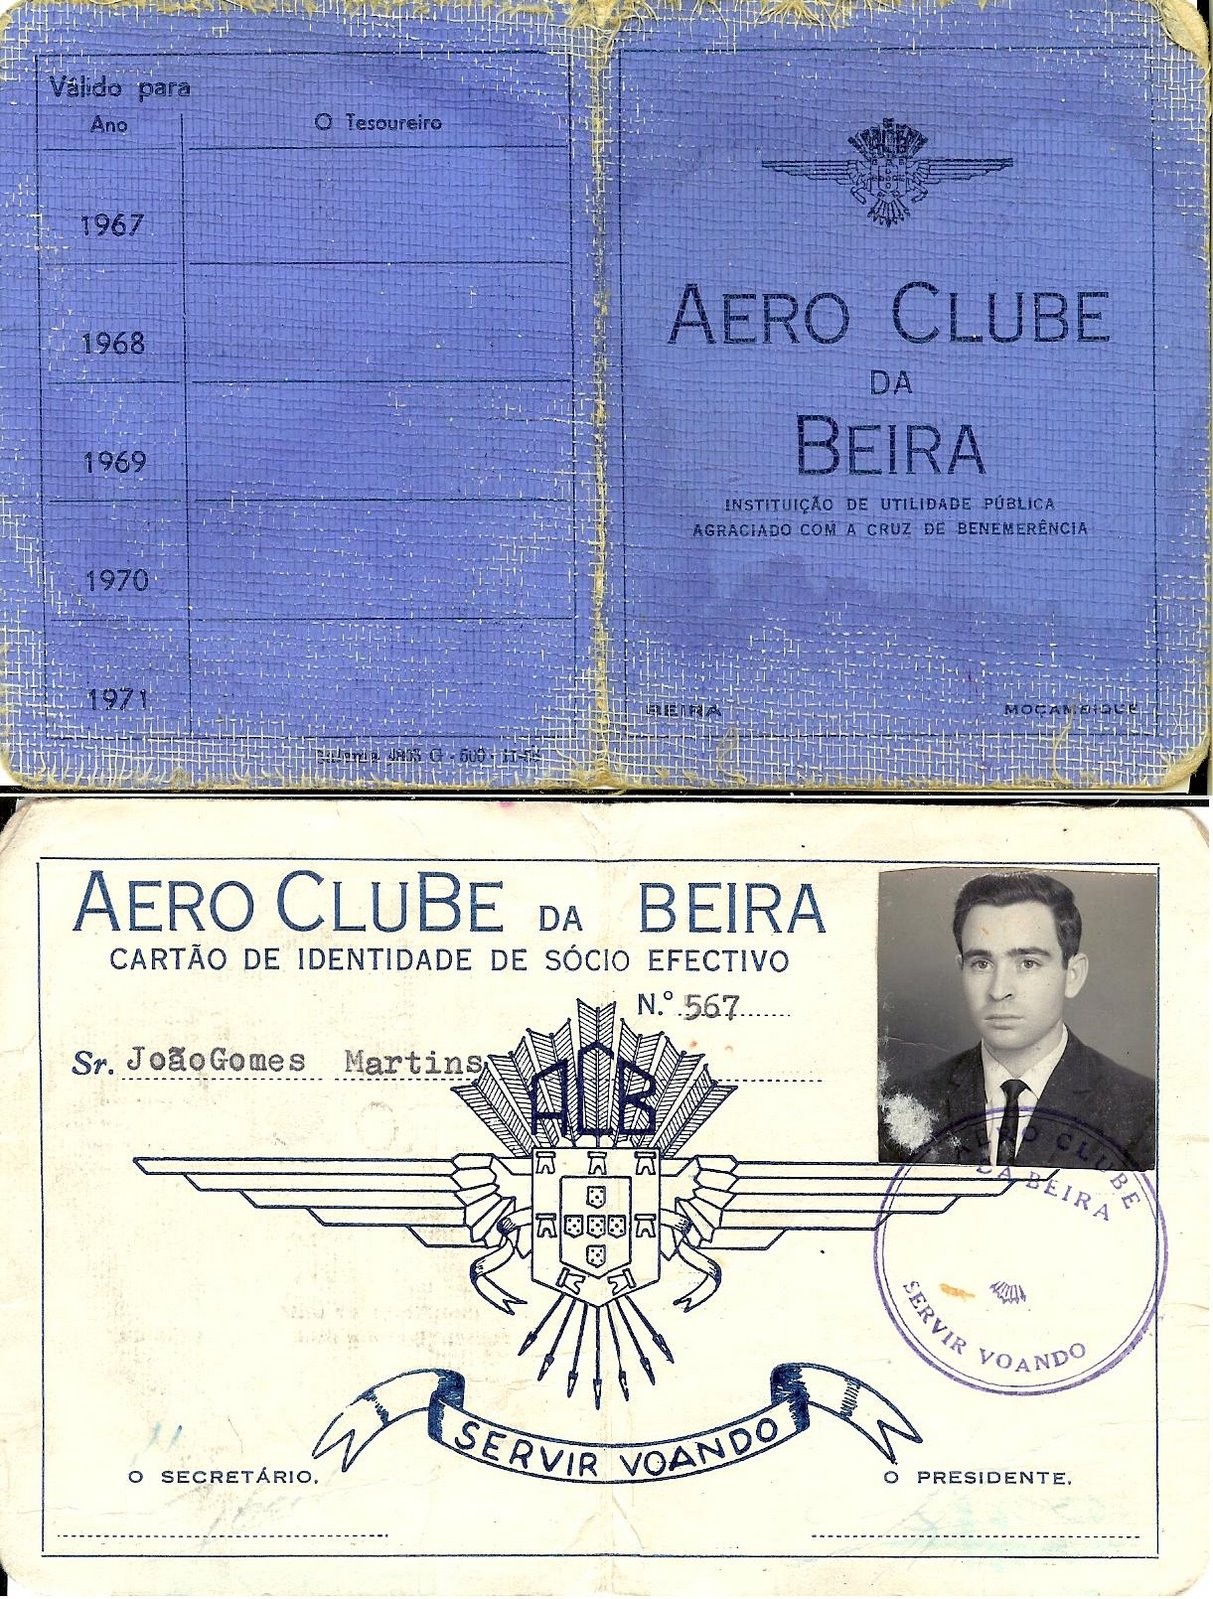 Válido para
Ano
O Tesoureiro
1967
1968
1969
1970
1971
ACB
AERO CLUBE
DA
BEIRA
INSTITUIÇÃO DE UTILIDADE PÚBLICA
AGRACIADO COM A CRUZ DE BENEMERÊNCIA
BEIRA
MOÇAMBIQUE
AERO CLUBE DA BEIRA
CARTÃO DE IDENTIDADE DE SÓCIO EFECTIVO
N.º 567
Sr. JoãoGomes Martins
ACB
AERO CLUBE
DA BEIRA
SERVIR VOANDO
SERVIR VOANDO
O SECRETÁRIO,
O PRESIDENTE,